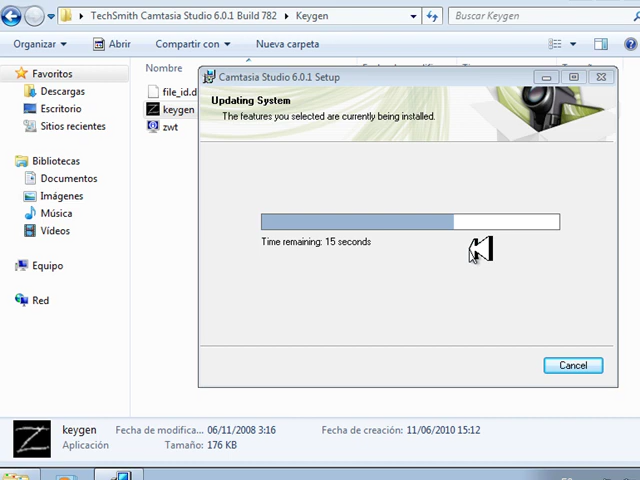 TechSmith Camtasia Studio 6.0.1 Build 782 ▸ Keygen
Buscar Keygen
Organizar
Abrir
Compartir con
Nueva carpeta
Favoritos
Descargas
Escritorio
Sitios recientes
Bibliotecas
Documentos
Imágenes
Música
Vídeos
Equipo
Red
Nombre
file_id.d
keygen
zwt
Camtasia Studio 6.0.1 Setup
Updating System
The features you selected are currently being installed.
Time remaining: 15 seconds
Cancel
keygen
Fecha de modifica... 06/11/2008 3:16
Fecha de creación: 11/06/2010 15:12
Aplicación
Tamaño: 176 KB